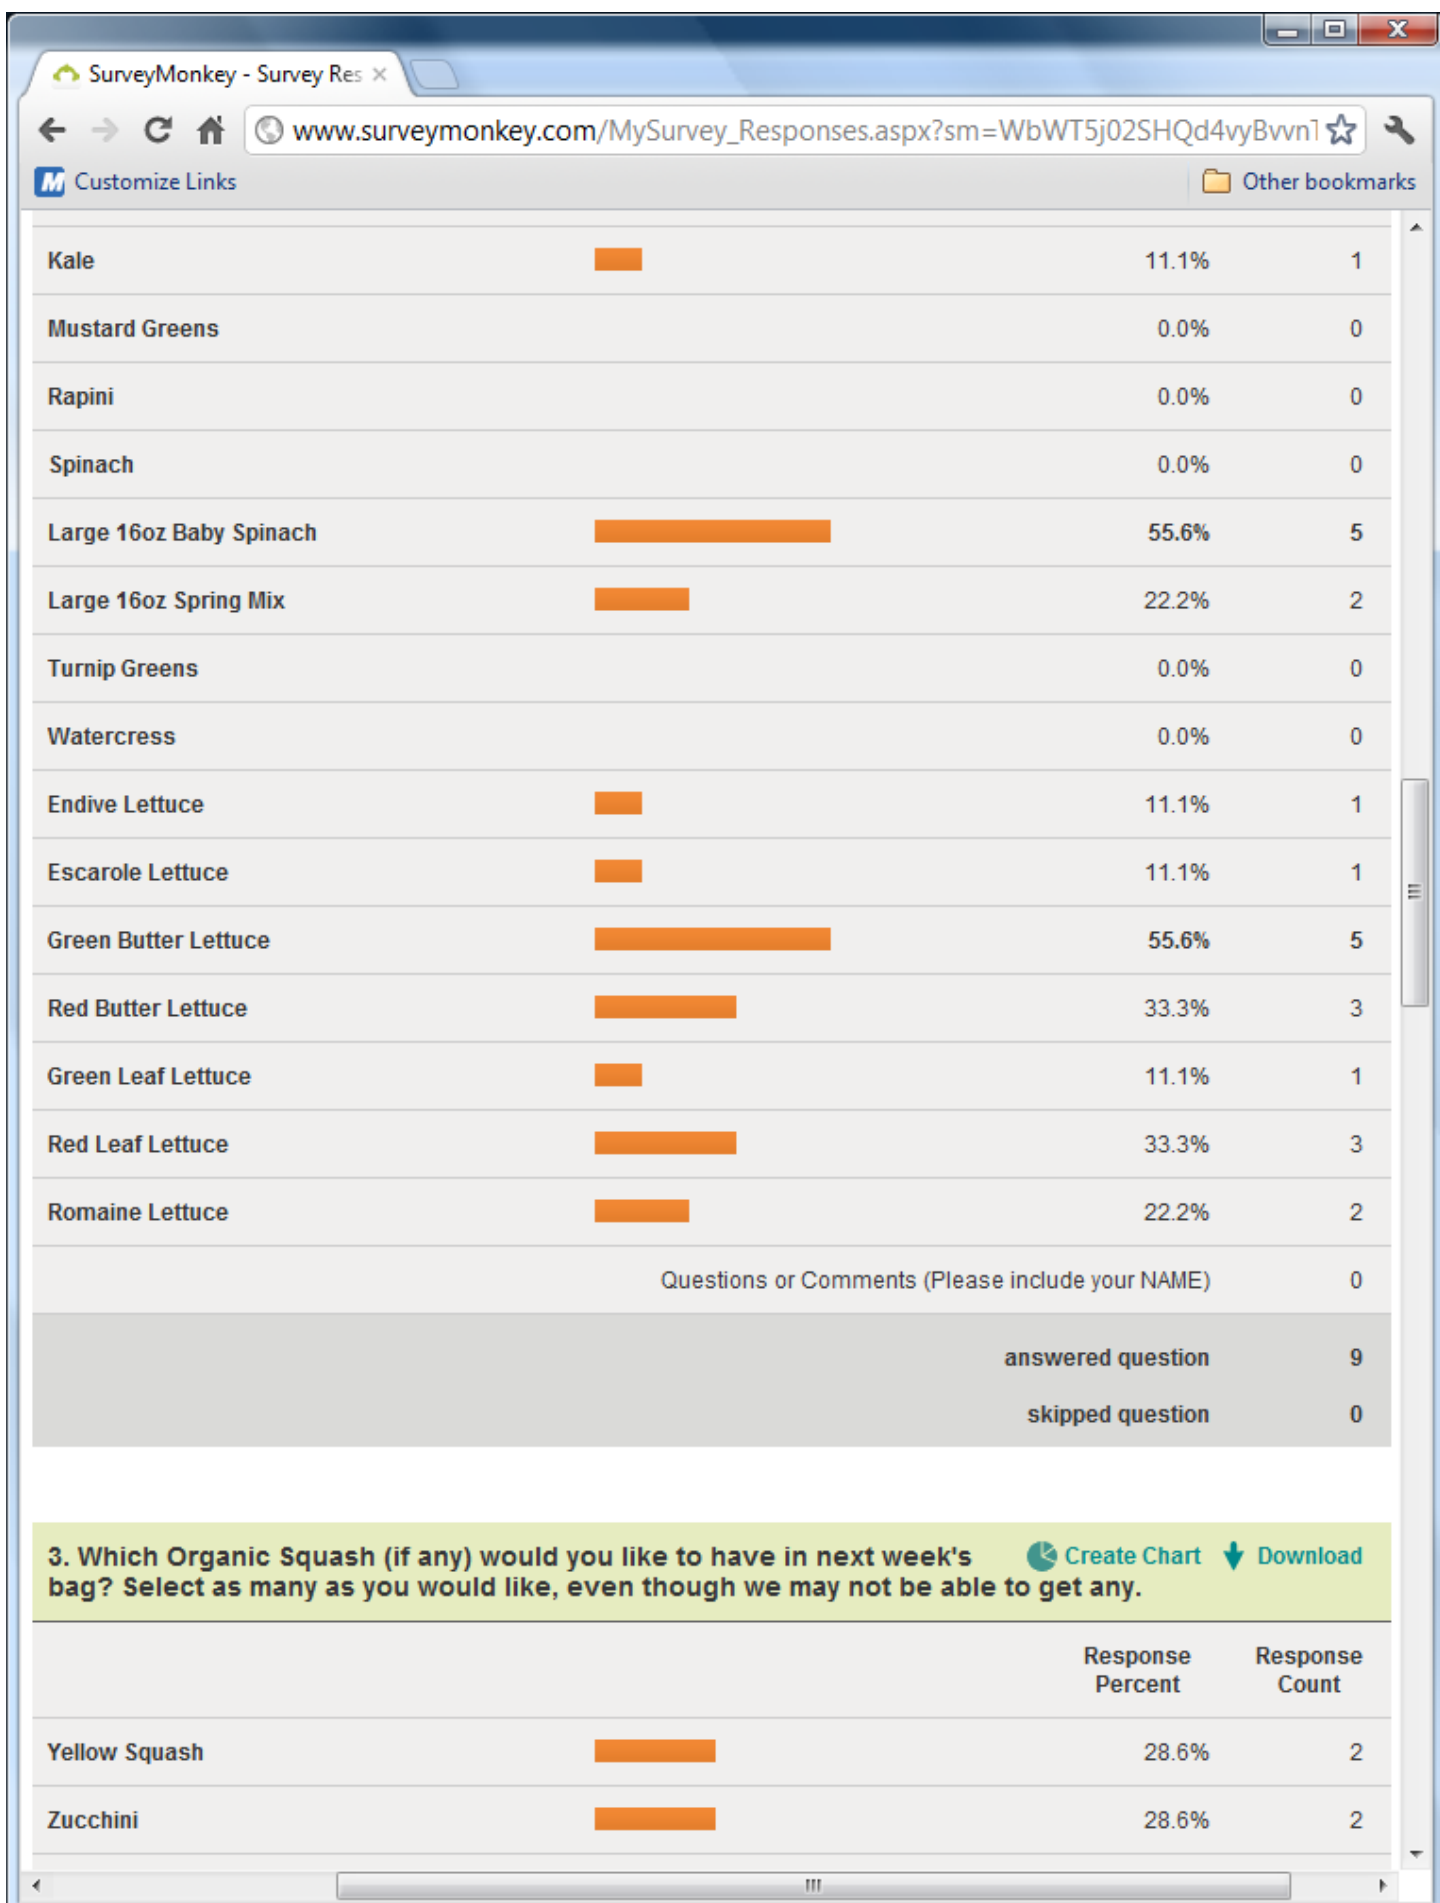 SurveyMonkey - Survey Res
www.surveymonkey.com/MySurvey_Responses.aspx?sm=WbWT5j02SHQd4vyBvvn
Customize Links Other bookmarks
Kale 11.1% 1
Mustard Greens 0.0% 0
Rapini 0.0% 0
Spinach 0.0% 0
Large 16oz Baby Spinach 55.6% 5
Large 16oz Spring Mix 22.2% 2
Turnip Greens 0.0% 0
Watercress 0.0% 0
Endive Lettuce 11.1% 1
Escarole Lettuce 11.1% 1
Green Butter Lettuce 55.6% 5
Red Butter Lettuce 33.3% 3
Green Leaf Lettuce 11.1% 1
Red Leaf Lettuce 33.3% 3
Romaine Lettuce 22.2% 2
Questions or Comments (Please include your NAME) 0
answered question 9
skipped question 0
3. Which Organic Squash (if any) would you like to have in next week's Create Chart Download
bag? Select as many as you would like, even though we may not be able to get any.
Response Response
Percent Count
Yellow Squash 28.6% 2
Zucchini 28.6% 2